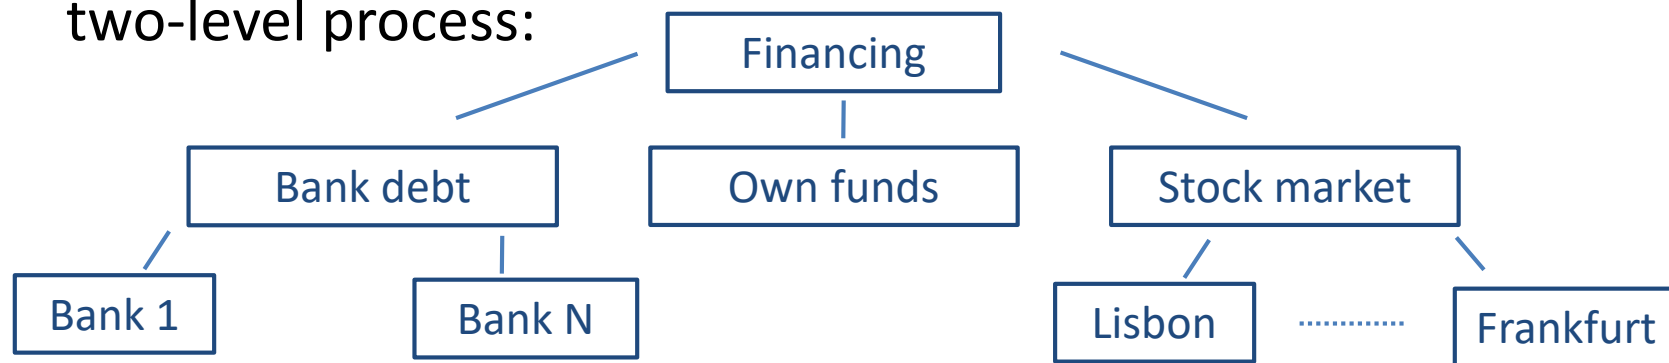 two-level process:
Financing
Bank debt
Own funds
Stock market
Bank 1
Bank N
Lisbon
Frankfurt